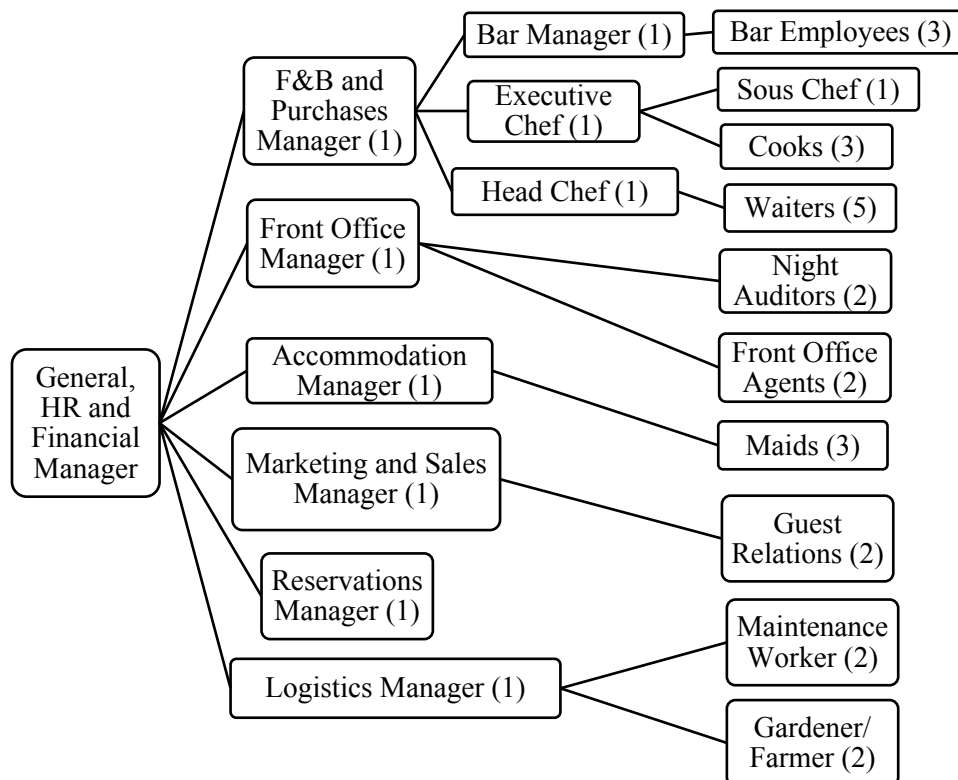 General,
HR and
Financial
Manager
F&B and
Purchases
Manager (1)
Bar Manager (1)
Bar Employees (3)
Executive
Chef (1)
Sous Chef (1)
Cooks (3)
Head Chef (1)
Waiters (5)
Front Office
Manager (1)
Night
Auditors (2)
Front Office
Agents (2)
Accommodation
Manager (1)
Maids (3)
Marketing and Sales
Manager (1)
Guest
Relations (2)
Reservations
Manager (1)
Logistics Manager (1)
Maintenance
Worker (2)
Gardener/
Farmer (2)